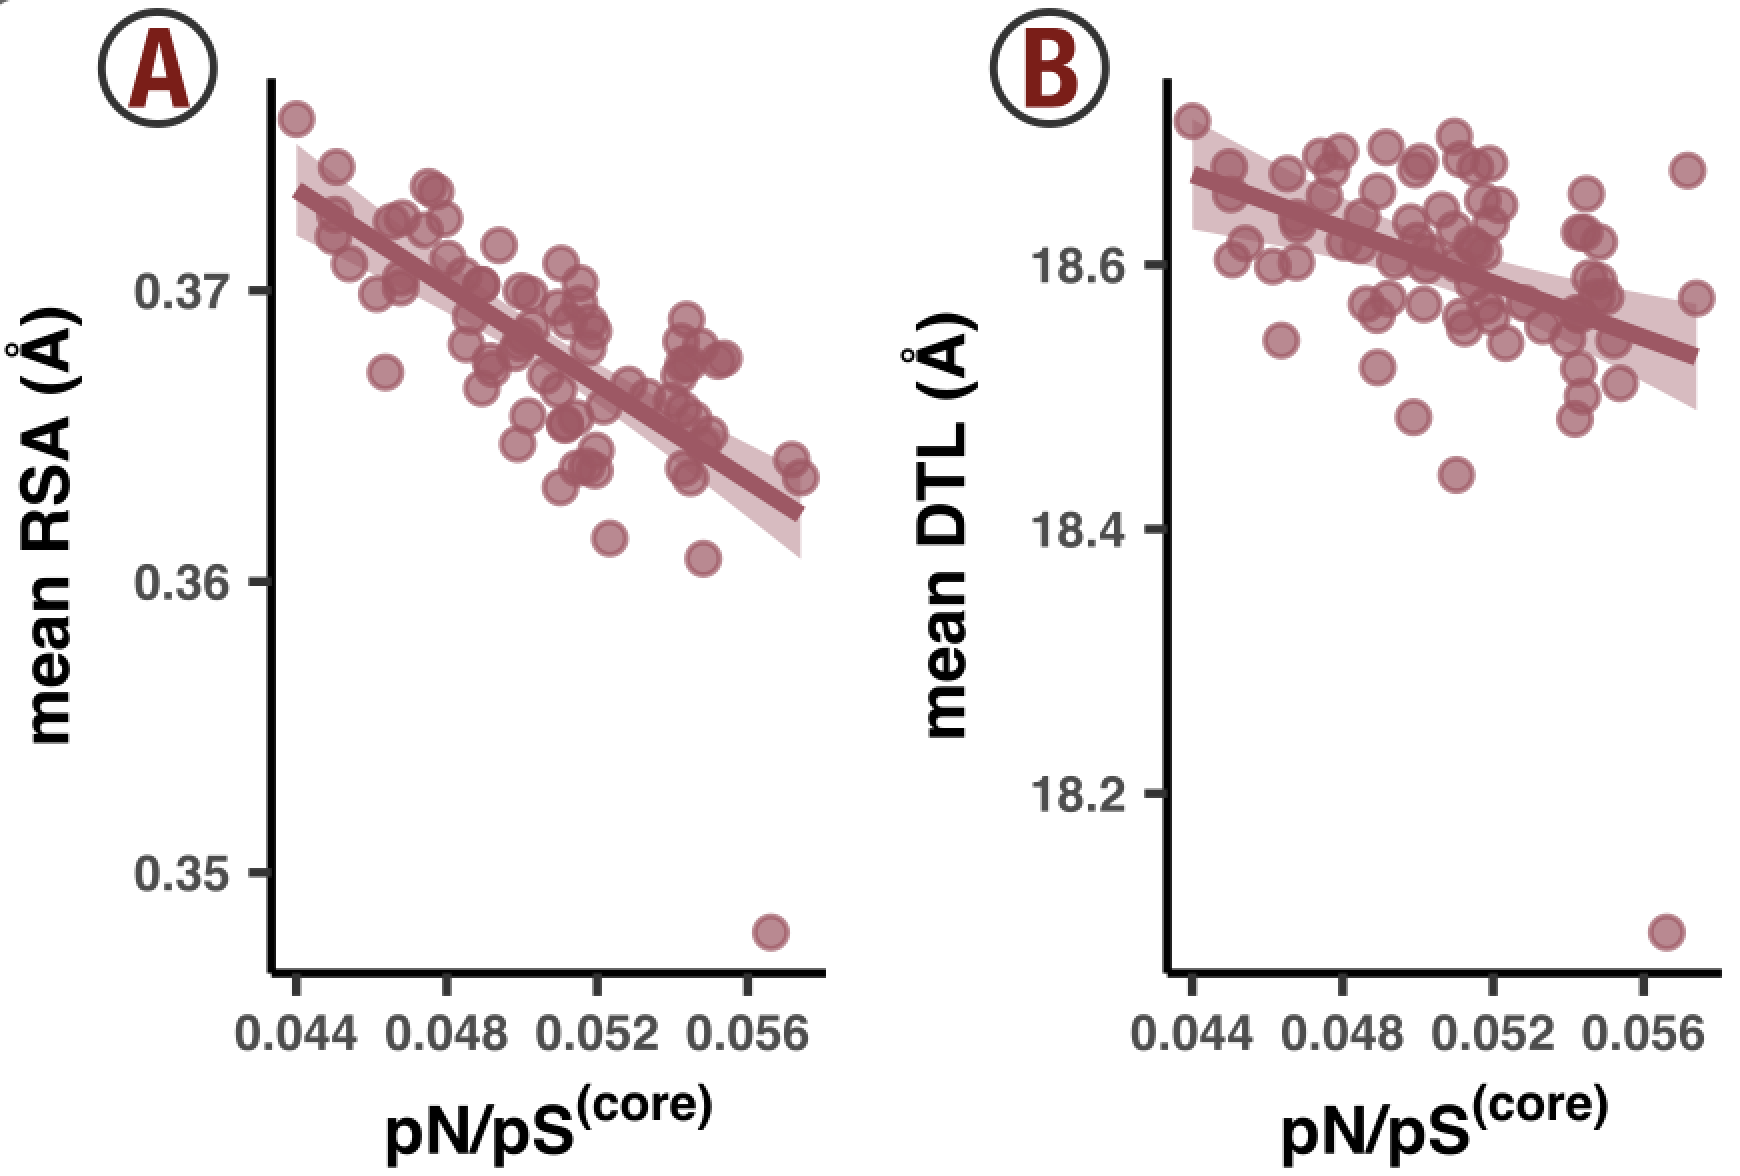 A
mean RSA (Å)
0.37
0.36
0.35
0.044 0.048 0.052 0.056
pN/pS(core)
B
mean DTL (Å)
18.6
18.4
18.2
0.044 0.048 0.052 0.056
pN/pS(core)